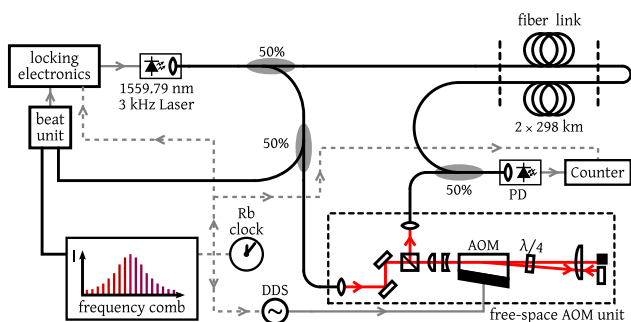 fiber link
locking
electronics
50%
1559.79 nm
3 kHz Laser
2 × 298 km
beat
unit
50%
50%
PD
Counter
Rb
clock
AOM
λ/4
I
frequency comb
DDS
free-space AOM unit